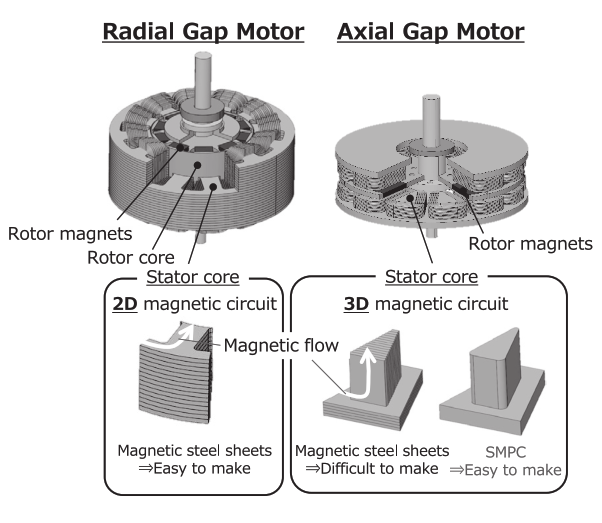 Radial Gap Motor
Axial Gap Motor
Rotor magnets
Rotor core
Stator core
Rotor magnets
Stator core
2D magnetic circuit
3D magnetic circuit
Magnetic flow
Magnetic steel sheets
⇒Easy to make
Magnetic steel sheets
⇒Difficult to make
SMPC
⇒Easy to make